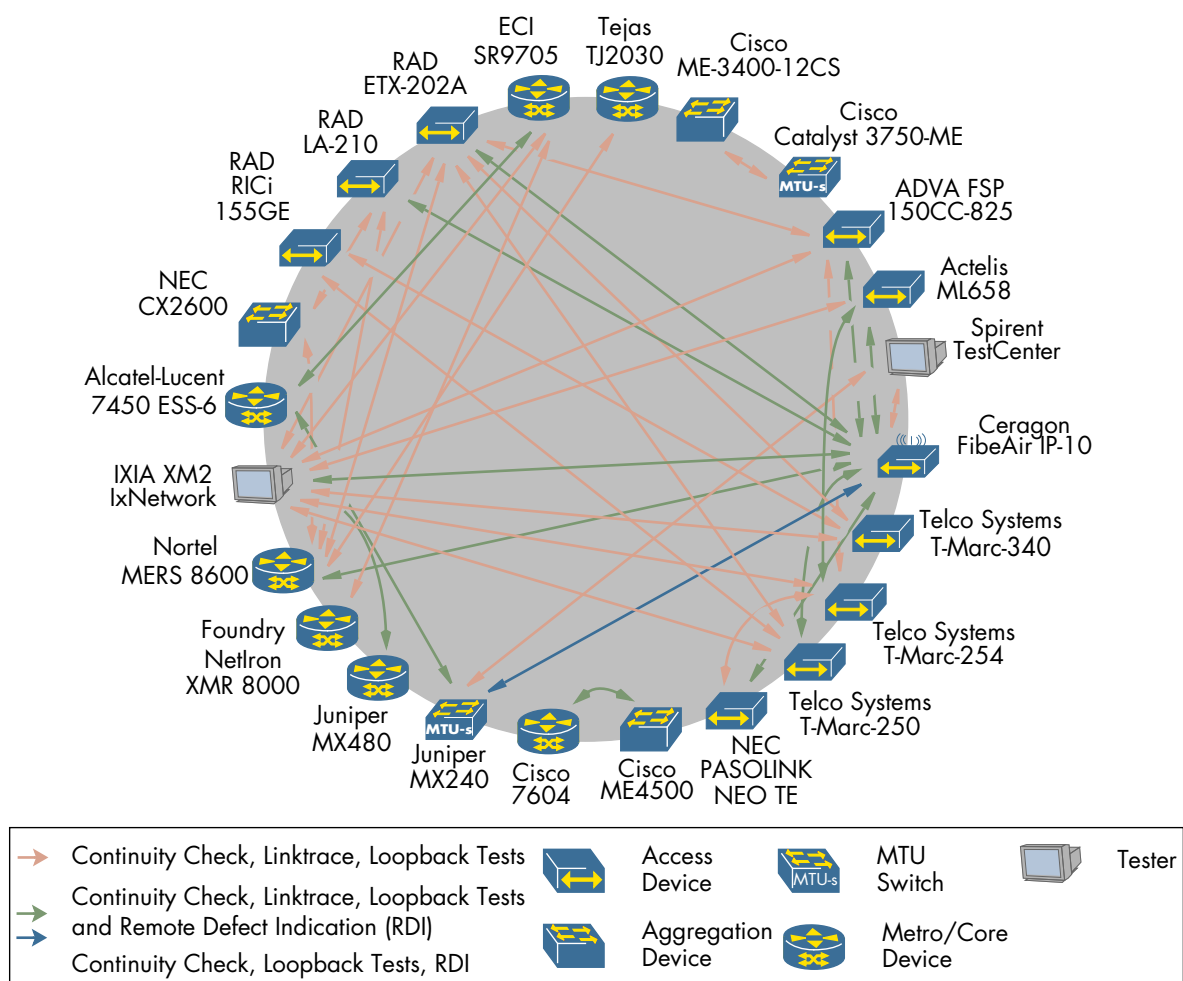 ECI
SR9705
Tejas
TJ2030
Cisco
ME-3400-12CS
RAD
ETX-202A
Cisco
Catalyst 3750-ME
RAD
LA-210
MTU-s
RAD
RICi
155GE
ADVA FSP
150CC-825
NEC
CX2600
Actelis
ML658
Spirent
TestCenter
Alcatel-Lucent
7450 ESS-6
Ceragon
FibeAir IP-10
IXIA XM2
IxNetwork
Telco Systems
T-Marc-340
Nortel
MERS 8600
Foundry
NetIron
XMR 8000
Telco Systems
T-Marc-254
Juniper
MX480
MTU-s
Juniper
MX240
Cisco
7604
Cisco
ME4500
NEC
PASOLINK
NEO TE
Telco Systems
T-Marc-250
Continuity Check, Linktrace, Loopback Tests
Continuity Check, Linktrace, Loopback Tests
and Remote Defect Indication (RDI)
Continuity Check, Loopback Tests, RDI
Access
Device
Aggregation
Device
MTU-s
MTU
Switch
Metro/Core
Device
Tester